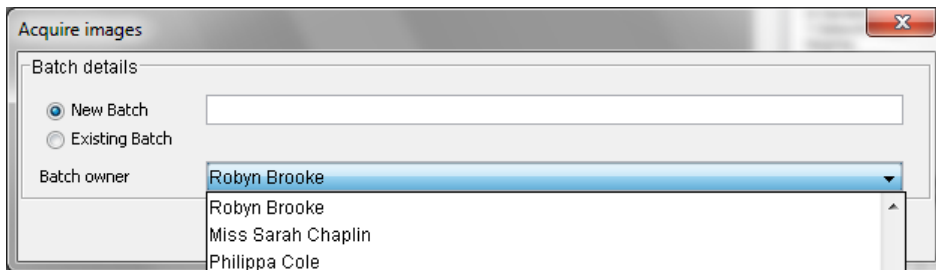 Acquire images
Batch details
New Batch
Existing Batch
Batch owner Robyn Brooke
Robyn Brooke
Miss Sarah Chaplin
Philippa Cole